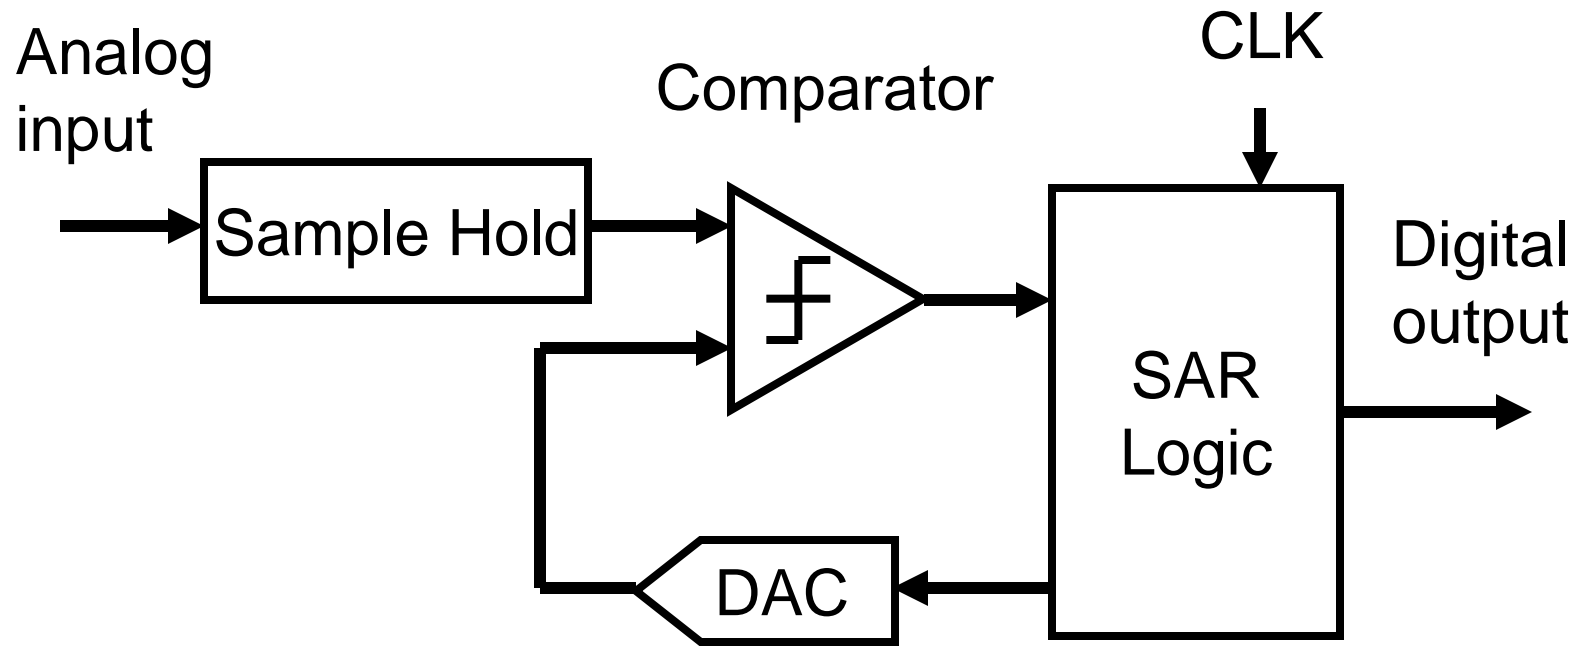 Analog
input
Sample Hold
Comparator
CLK
SAR
Logic
Digital
output
DAC